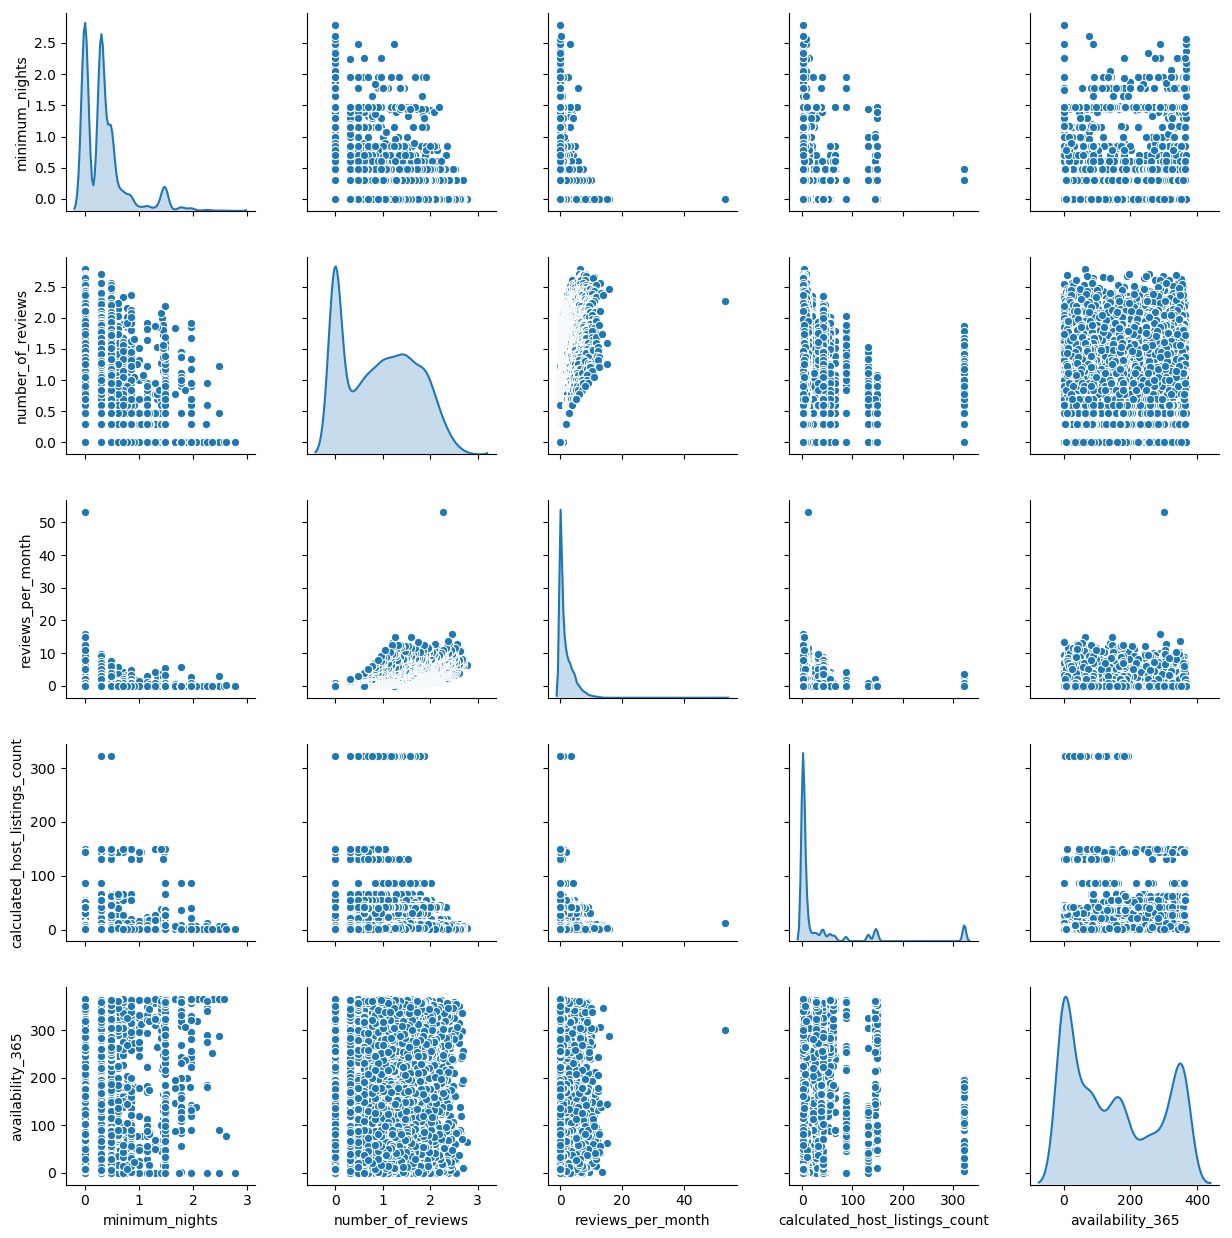 minimum_nights
2.5
2.0
1.5
1.0
0.5
0.0
number_of_reviews
2.5
2.0
1.5
1.0
0.5
0.0
reviews_per_month
50
40
30
20
10
0
calculated_host_listings_count
300
200
100
0
availability_365
300
200
100
0
0 1 2 3
0 1 2 3
0 20 40
0 100 200 300
0 200 400
minimum_nights
number_of_reviews
reviews_per_month
calculated_host_listings_count
availability_365